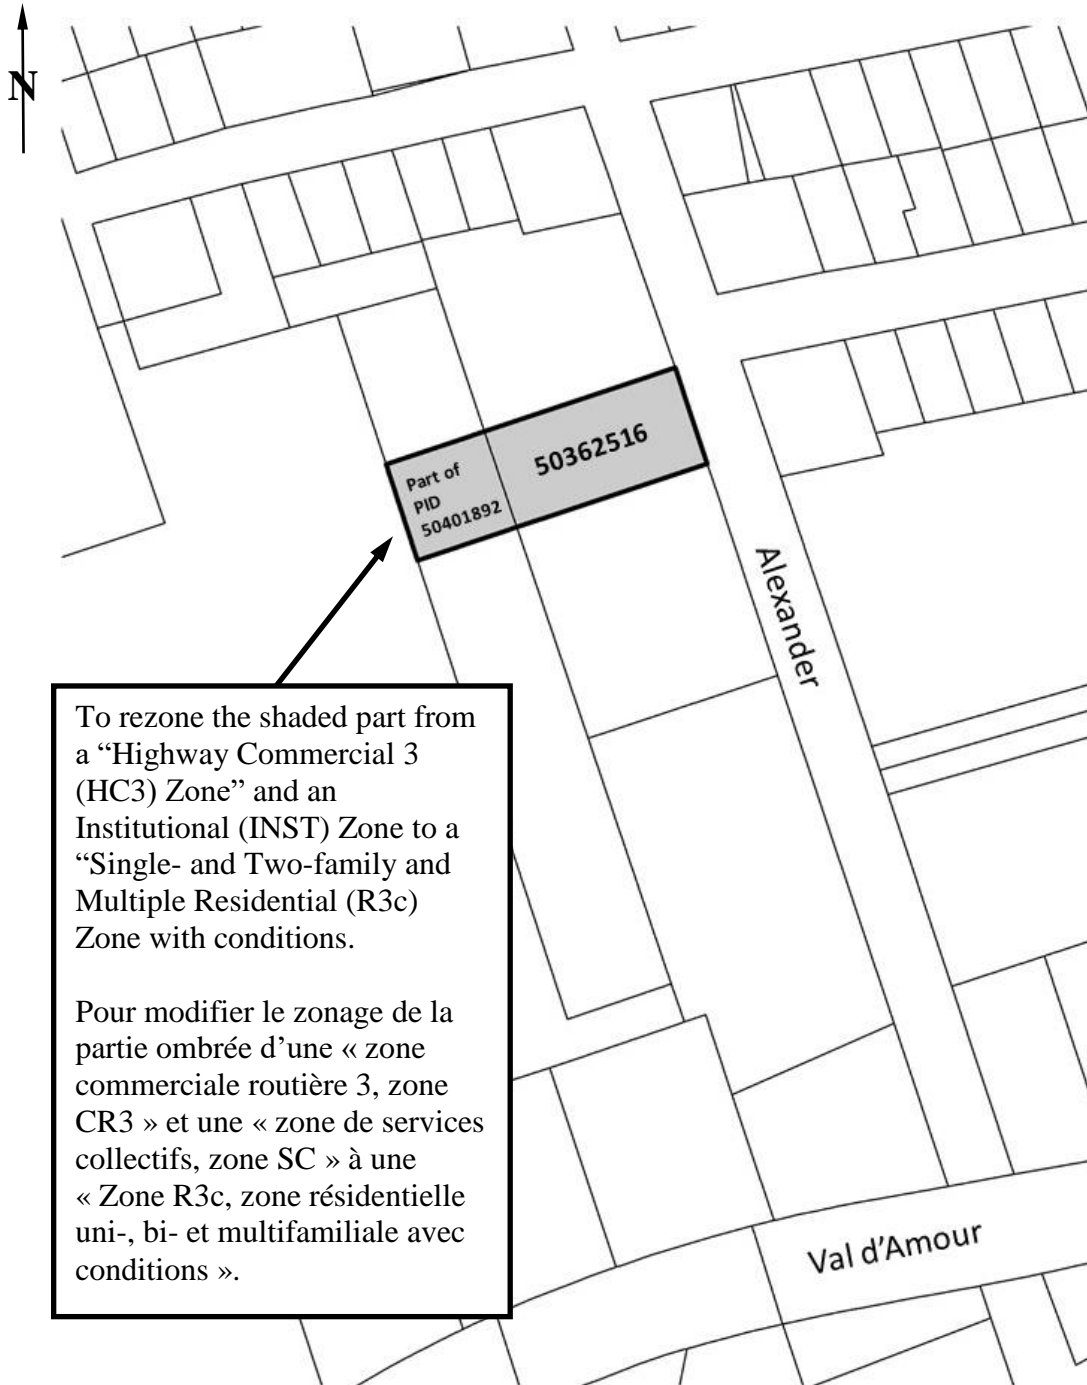 N
Part of
PID
50401892
50362516
Alexander
To rezone the shaded part from
a “Highway Commercial 3
(HC3) Zone” and an
Institutional (INST) Zone to a
“Single- and Two-family and
Multiple Residential (R3c)
Zone with conditions.
Pour modifier le zonage de la
partie ombrée d’une « zone
commerciale routière 3, zone
CR3 » et une « zone de services
collectifs, zone SC » à une
« Zone R3c, zone résidentielle
uni-, bi- et multifamiliale avec
conditions ».
Val d’Amour